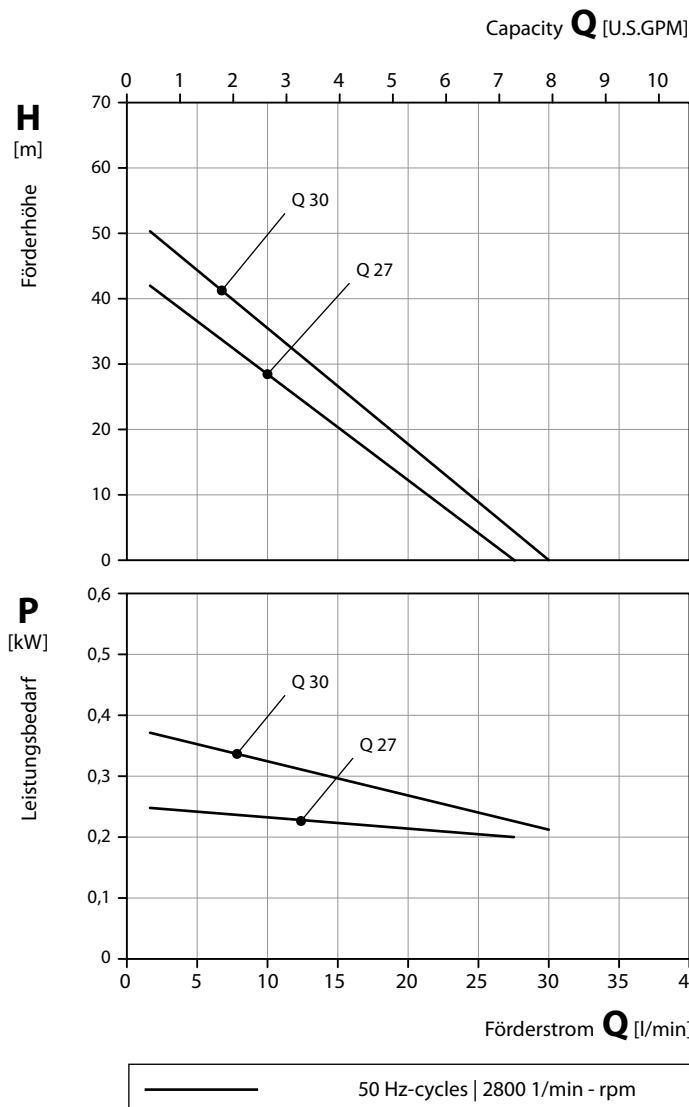 Capacity Q [U.S.GPM]
0 1 2 3 4 5 6 7 8 9 10
H
[m]
Förderhöhe
70
60
50
40
30
20
10
0
Q 30
Q 27
P
[kW]
Leistungsbedarf
0,6
0,5
0,4
0,3
0,2
0,1
0
Q 30
Q 27
0 5 10 15 20 25 30 35 4
Förderstrom Q [l/min]
50 Hz-cycles | 2800 1/min - rpm